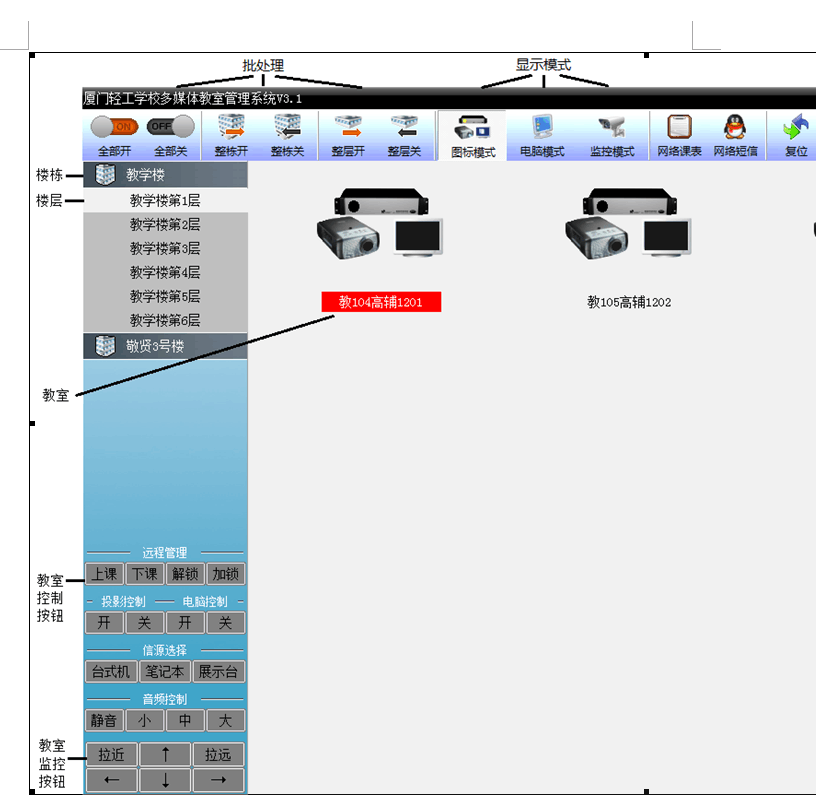 批处理 显示模式
厦门轻工学校多媒体教室管理系统V3.1
ON OFF
全部开 全部关 整栋开 整栋关 整层开 整层关 图标模式 电脑模式 监控模式 网络课表 网络短信 复位
楼栋 教学楼
楼层 教学楼第1层
教学楼第2层
教学楼第3层
教学楼第4层
教学楼第5层
教学楼第6层
敬贤3号楼
教104高辅1201 教105高辅1202
教室
远程管理
教室
控制
按钮
上课 下课 解锁 加锁
投影控制 电脑控制
开 关 开 关
信源选择
台式机 笔记本 展示台
音频控制
静音 小 中 大
教室
监控
按钮
拉近 ↑ 拉远
← ↓ →